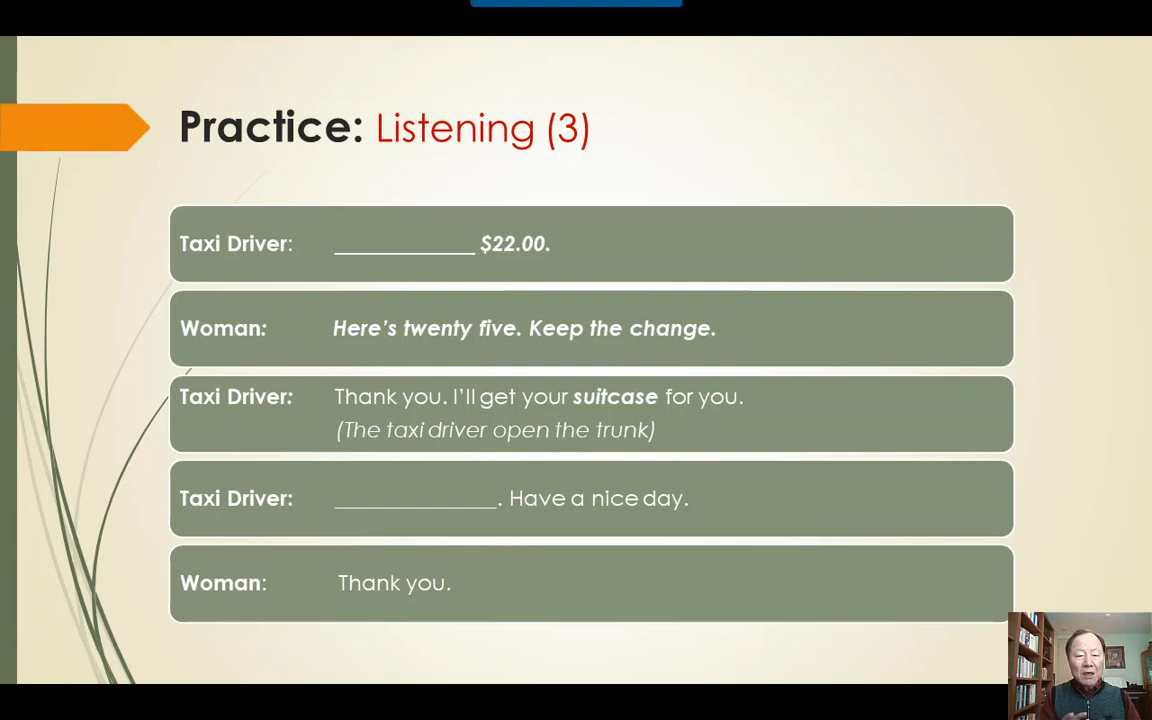 Practice: Listening (3)
Taxi Driver: ____________ $22.00.
Woman: Here's twenty five. Keep the change.
Taxi Driver: Thank you. I'll get your suitcase for you.
(The taxi driver open the trunk)
Taxi Driver: ______________. Have a nice day.
Woman: Thank you.